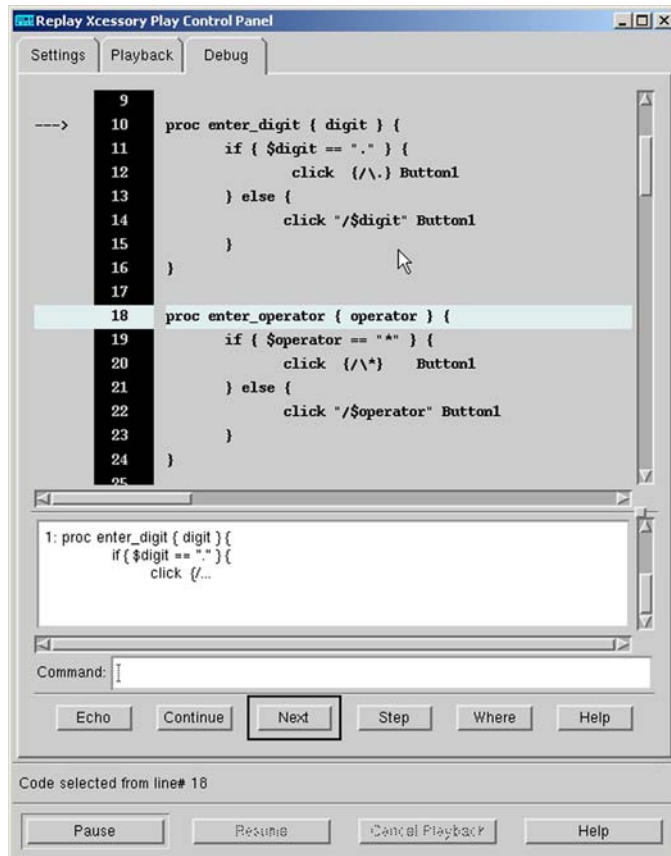 Replay Xcessory Play Control Panel
Settings Playback Debug
9
---> 10 proc enter_digit { digit } {
11 if { $digit == "." } {
12 click {/\.} Button1
13 } else {
14 click "/$digit" Button1
15 }
16 }
17
18 proc enter_operator { operator } {
19 if { $operator == "*" } {
20 click {/\*} Button1
21 } else {
22 click "/$operator" Button1
23 }
24 }
25
1: proc enter_digit { digit } {
if { $digit == "." } {
click {/...
Command:
Echo Continue Next Step Where Help
Code selected from line# 18
Pause Resume Cancel Playback Help